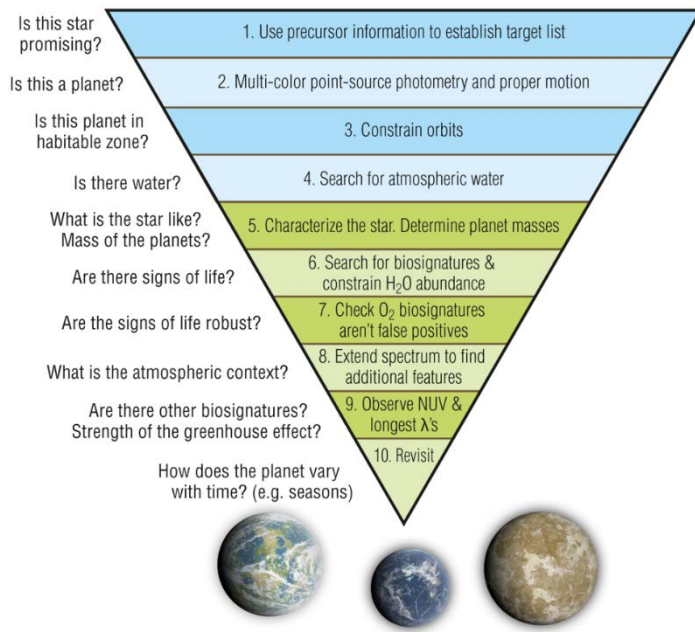 Is this star
promising?
1. Use precursor information to establish target list
Is this a planet?
2. Multi-color point-source photometry and proper motion
Is this planet in
habitable zone?
3. Constrain orbits
Is there water?
4. Search for atmospheric water
What is the star like?
Mass of the planets?
5. Characterize the star. Determine planet masses
Are there signs of life?
6. Search for biosignatures &
constrain H₂O abundance
Are the signs of life robust?
7. Check O₂ biosignatures
aren't false positives
What is the atmospheric context?
8. Extend spectrum to find
additional features
Are there other biosignatures?
Strength of the greenhouse effect?
9. Observe NUV &
longest λ's
How does the planet vary
with time? (e.g. seasons)
10. Revisit